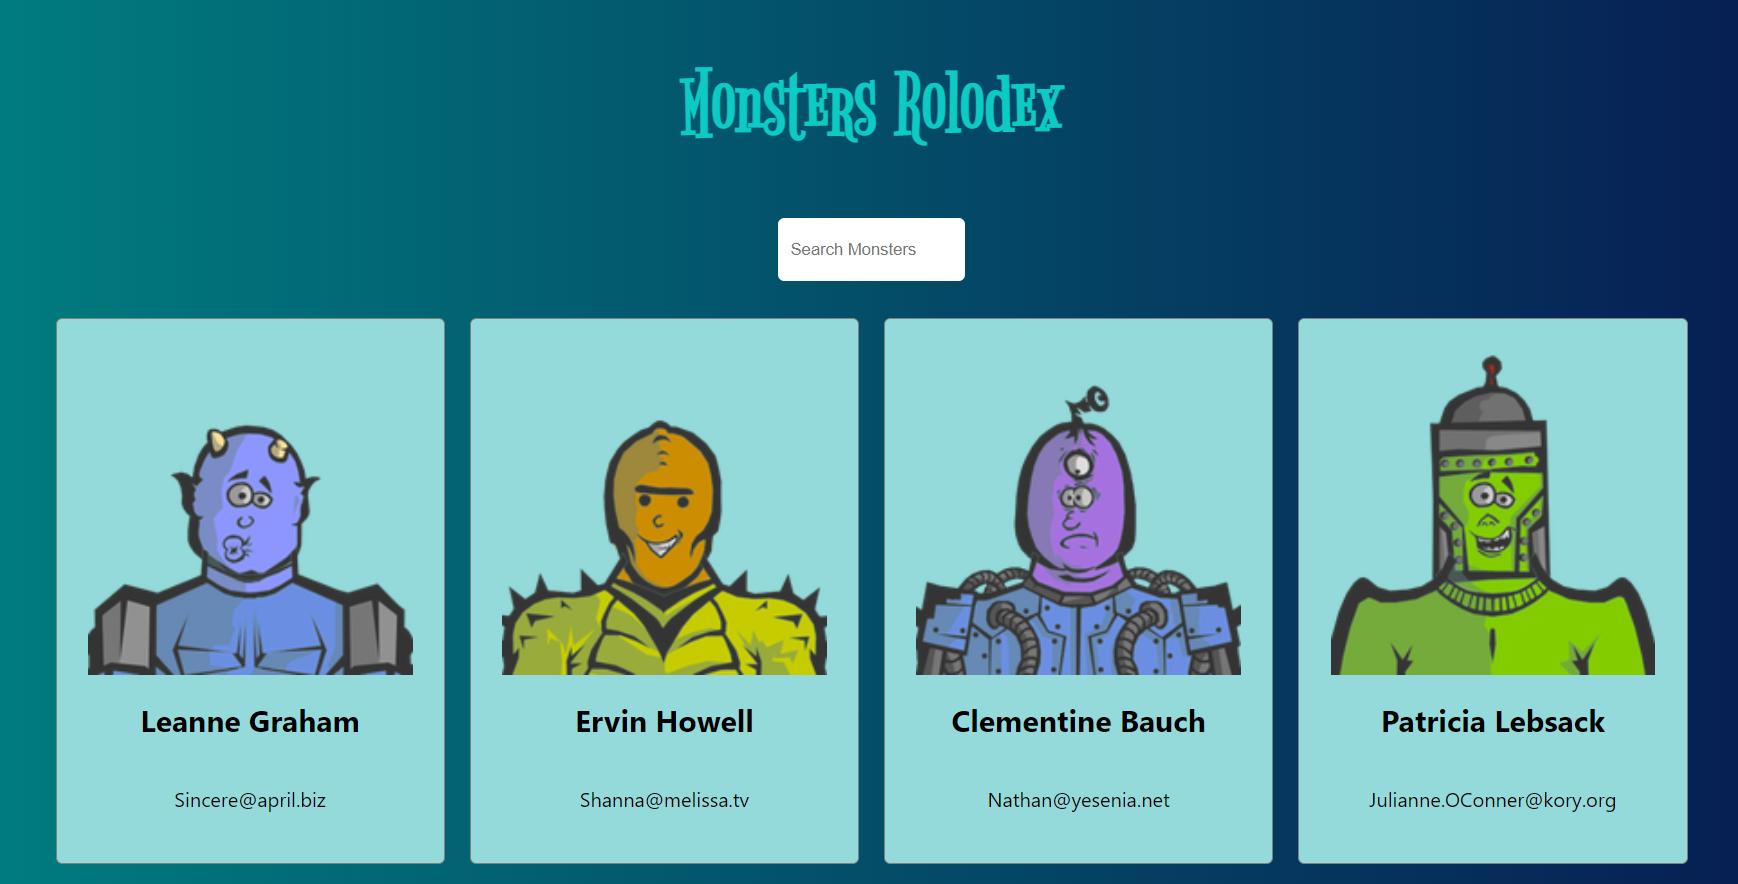 Monsters Rolodex
Search Monsters
Leanne Graham
Sincere@april.biz
Ervin Howell
Shanna@melissa.tv
Clementine Bauch
Nathan@yesenia.net
Patricia Lebsack
Julianne.OConner@kory.org